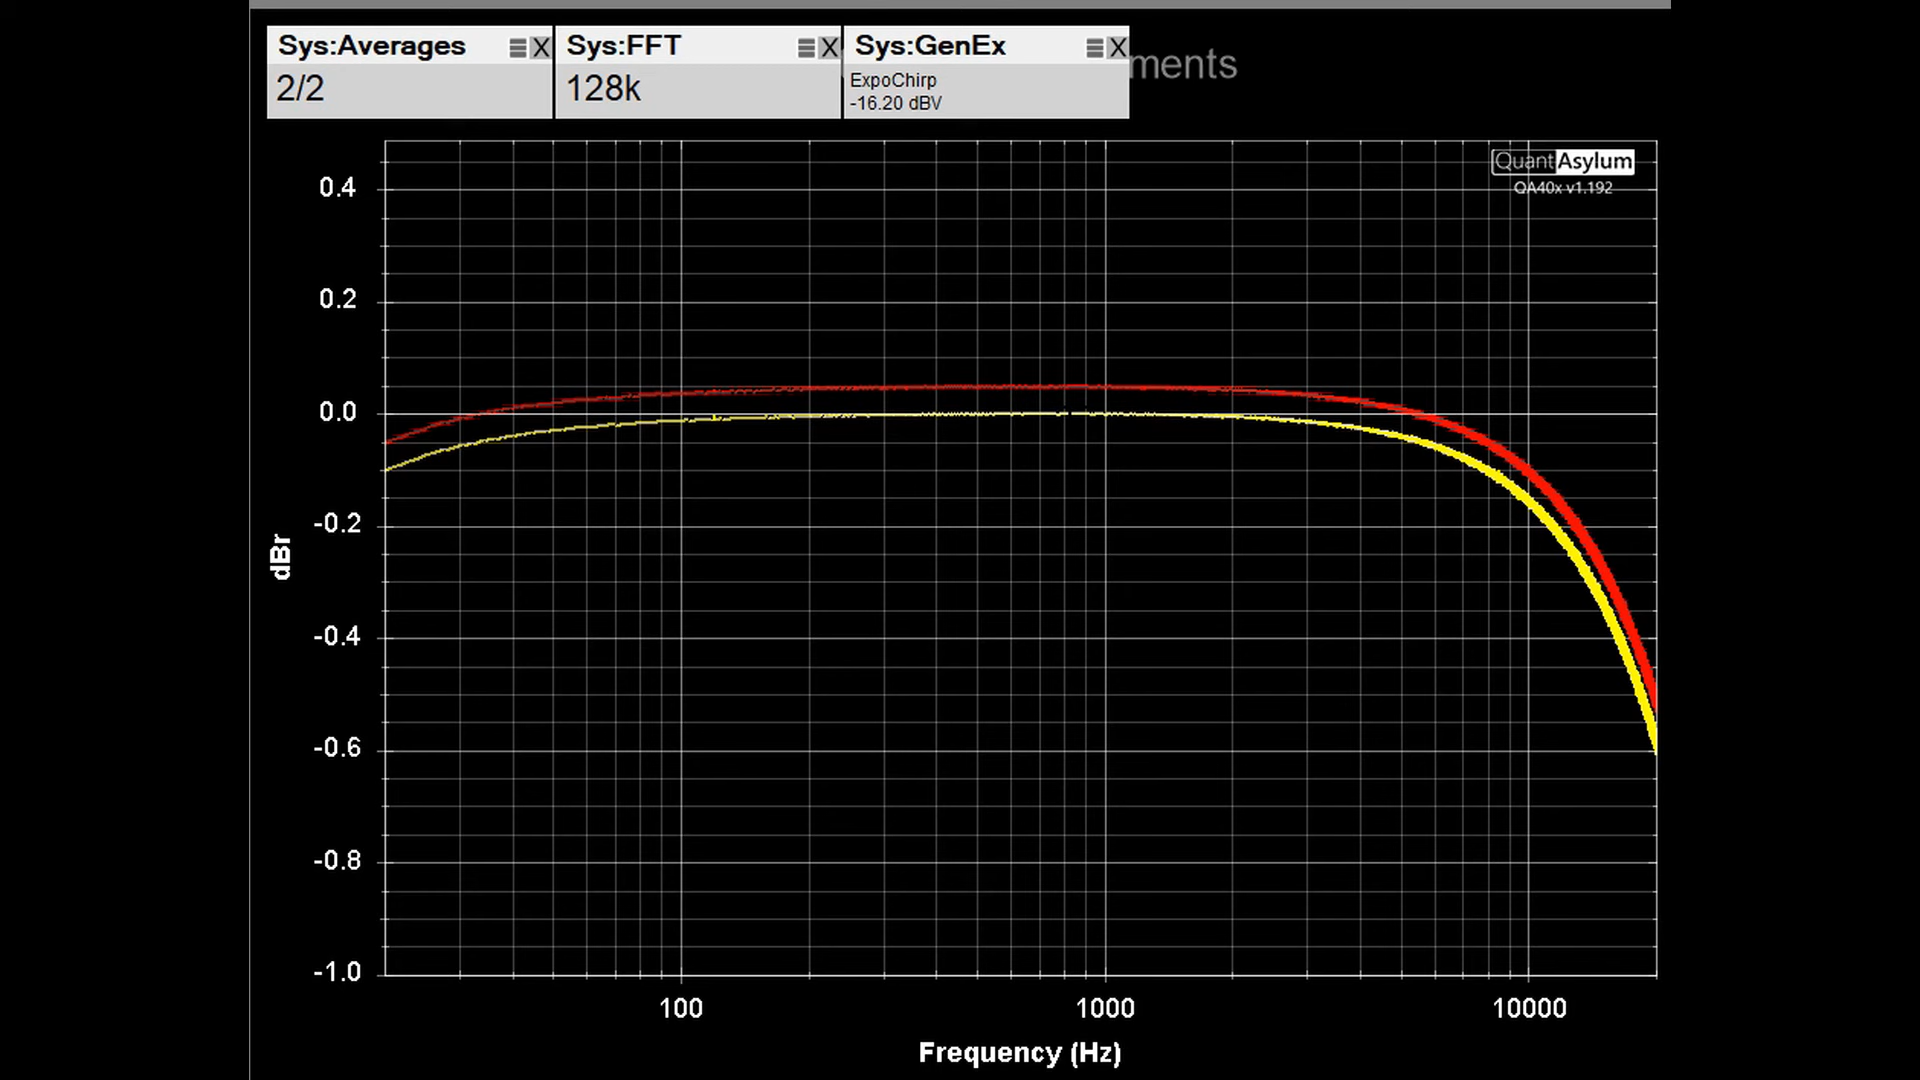 Sys:Averages
2/2
Sys:FFT
128k
Sys:GenEx
ExpoChirp
-16.20 dBV
ments
QuantAsylum
QA40x v1.192
0.4
0.2
0.0
-0.2
-0.4
-0.6
-0.8
-1.0
dBr
100
1000
10000
Frequency (Hz)